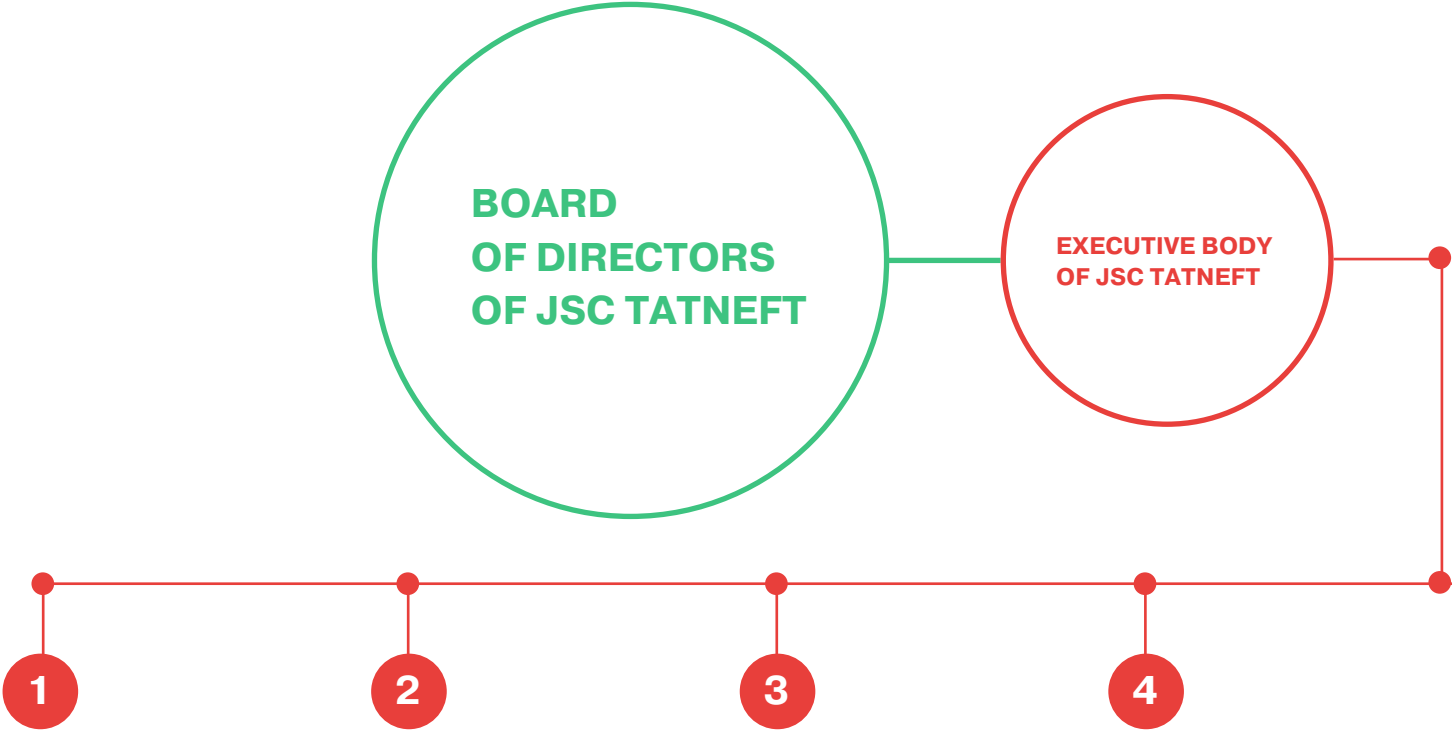 BOARD
OF DIRECTORS
OF JSC TATNEFT
EXECUTIVE BODY
OF JSC TATNEFT
1
2
3
4